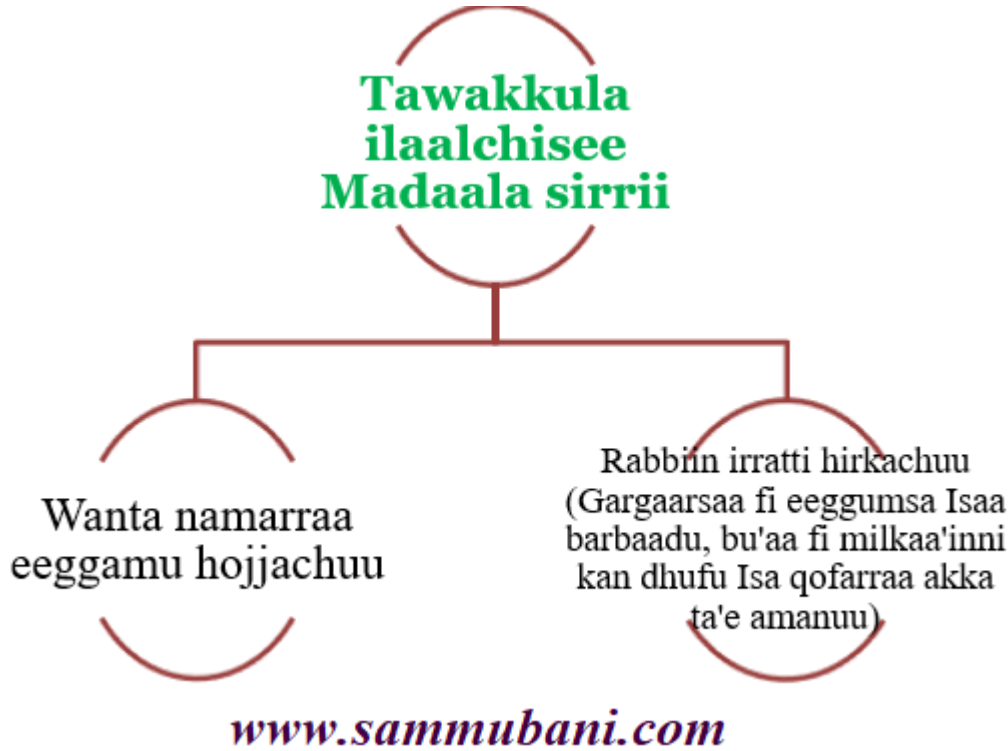 Tawakkula
ilaalchisee
Madaala sirrii
Wanta namarraa
eeggamu hojjachuu
Rabbiin irratti hirkachuu
(Gargaarsaa fi eeggumsa Isaa
barbaadu, bu'aa fi milkaa'inni
kan dhufu Isa qofarraa akka
ta'e amanuu)
www.sammubani.com